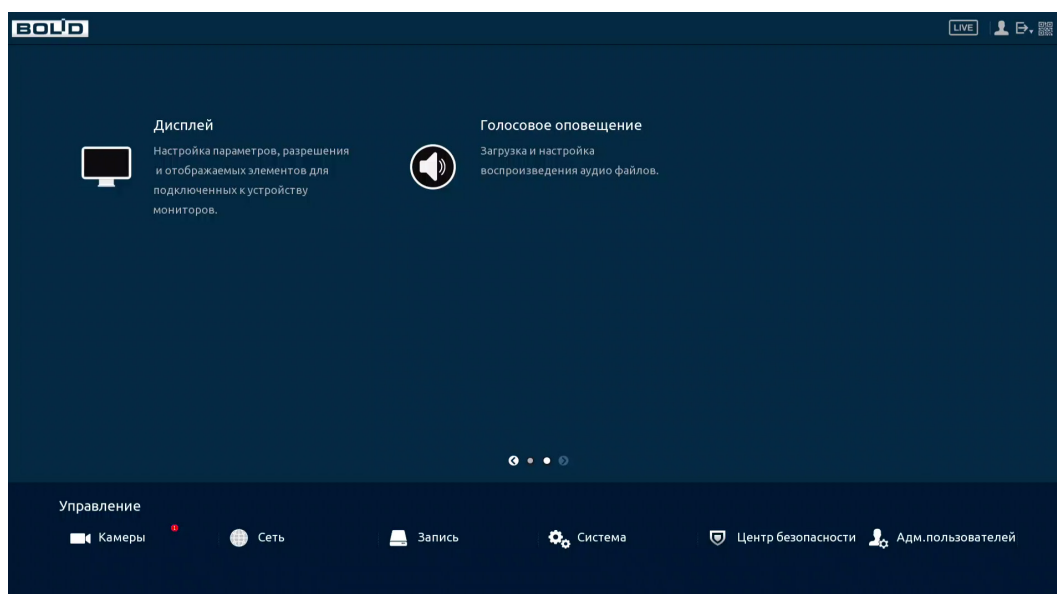 BOLID
LIVE
Дисплей
Настройка параметров, разрешения
и отображаемых элементов для
подключенных к устройству
мониторов.
Голосовое оповещение
Загрузка и настройка
воспроизведения аудио файлов.
Управление
Камеры
1
Сеть
Запись
Система
Центр безопасности
Адм.пользователей